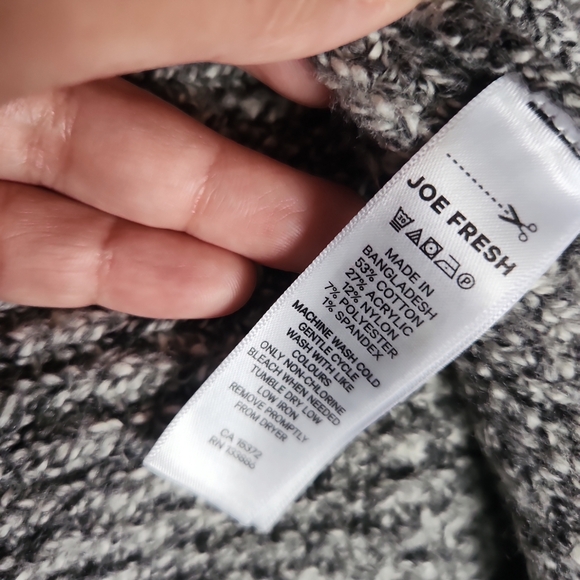 JOE FRESH
30
P
MADE IN
BANGLADESH
53% COTTON
27% ACRYLIC
12% NYLON
7% POLYESTER
1% SPANDEX
MACHINE WASH COLD
GENTLE CYCLE
WASH WITH LIKE
COLOURS
ONLY NON-CHLORINE
BLEACH WHEN NEEDED
TUMBLE DRY LOW
LOW IRON
REMOVE PROMPTLY
FROM DRYER
CA 15372
RN